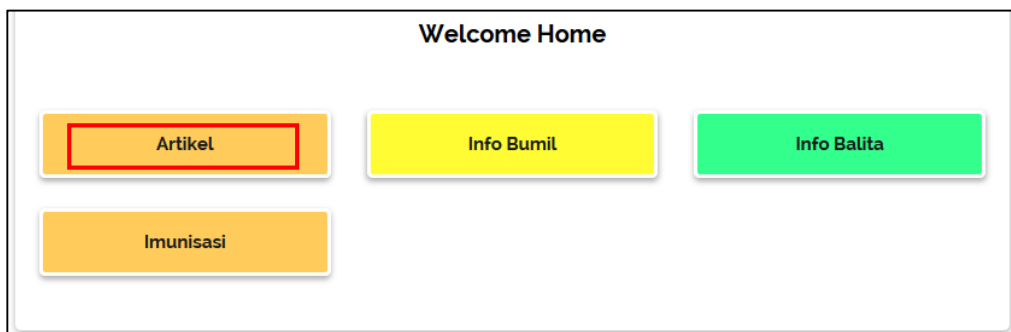 Welcome Home
Artikel
Info Bumil
Info Balita
Imunisasi